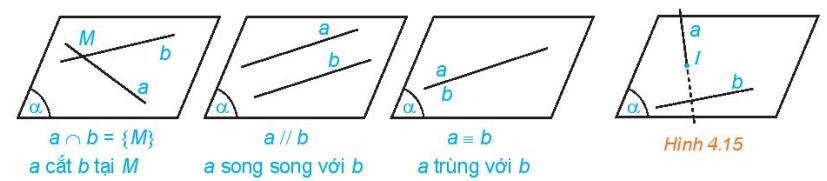 M
b
a
α
a ∩ b = {M}
a cắt b tại M
a
b
α
a // b
a song song với b
a
b
α
a ≡ b
a trùng với b
a
I
b
α
Hình 4.15